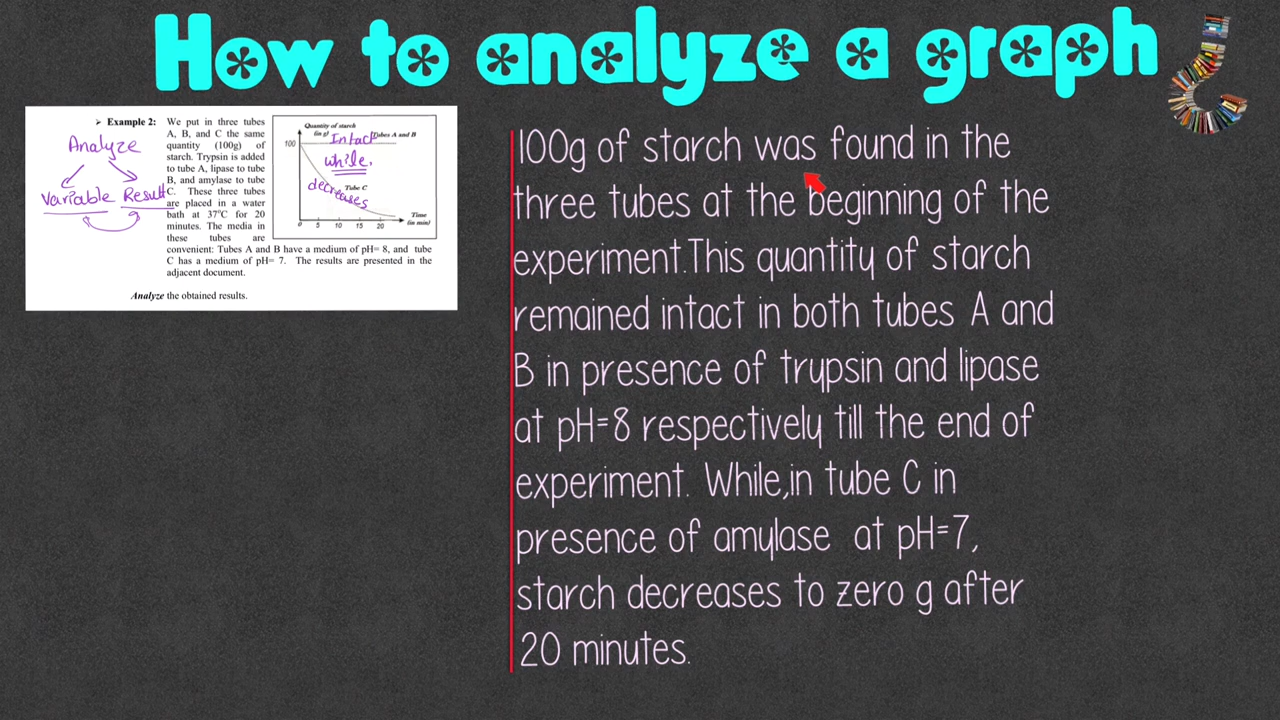 How to analyze a graph
➢ Example 2: We put in three tubes
A, B, and C the same
quantity (100g) of
starch. Trypsin is added
to tube A, lipase to tube
B, and amylase to tube
C. These three tubes
are placed in a water
bath at 37°C for 20
minutes. The media in
these tubes are
convenient: Tubes A and B have a medium of pH= 8, and tube
C has a medium of pH= 7. The results are presented in the
adjacent document.
Analyze the obtained results.
Analyze
Variable Result
Quantity of starch
(in g)
Intact
Tubes A and B
100
while.
decreases
Tube C
Time
(in min)
0 5 10 15 20
100g of starch was found in the
three tubes at the beginning of the
experiment.This quantity of starch
remained intact in both tubes A and
B in presence of trypsin and lipase
at pH=8 respectively till the end of
experiment. While,in tube C in
presence of amylase at pH=7,
starch decreases to zero g after
20 minutes.